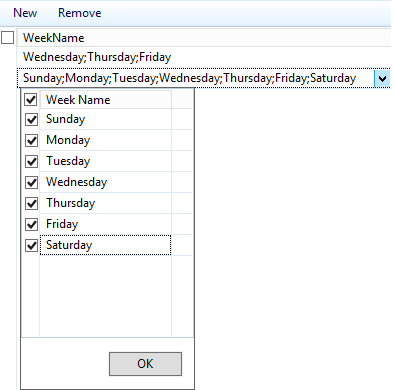 New Remove
WeekName
Wednesday;Thursday;Friday
Sunday;Monday;Tuesday;Wednesday;Thursday;Friday;Saturday
Week Name
Sunday
Monday
Tuesday
Wednesday
Thursday
Friday
Saturday
OK